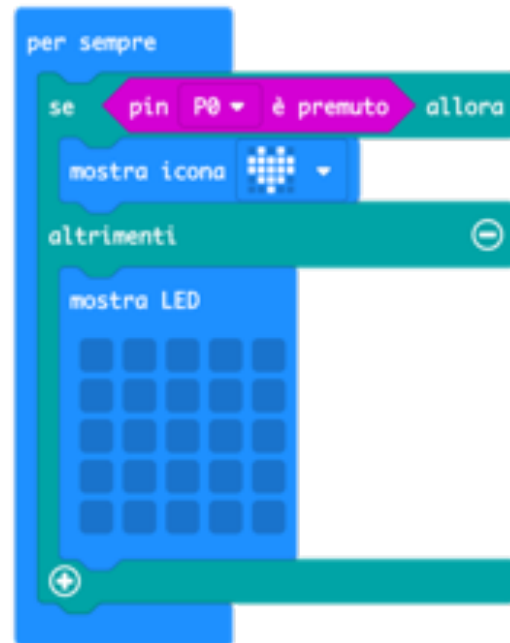 per sempre
se pin P0 è premuto allora
mostra icona
altrimenti
mostra LED